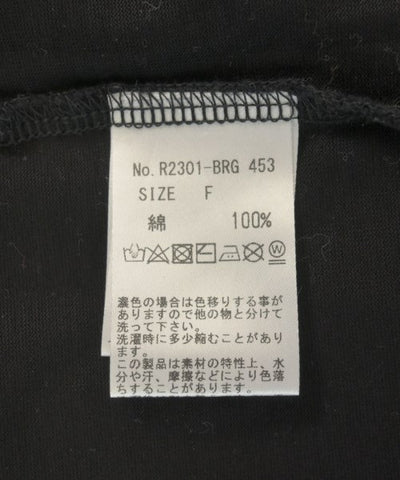 No. R2301-BRG 453
SIZE F
綿 100%
濃色の場合は色移りする事が
ありますので他の物と分けて
洗って下さい。
洗濯時に多少縮むことがあり
ます。
この製品は素材の特性上、水
分や汗、摩擦などにより色落
ちすることがあります。